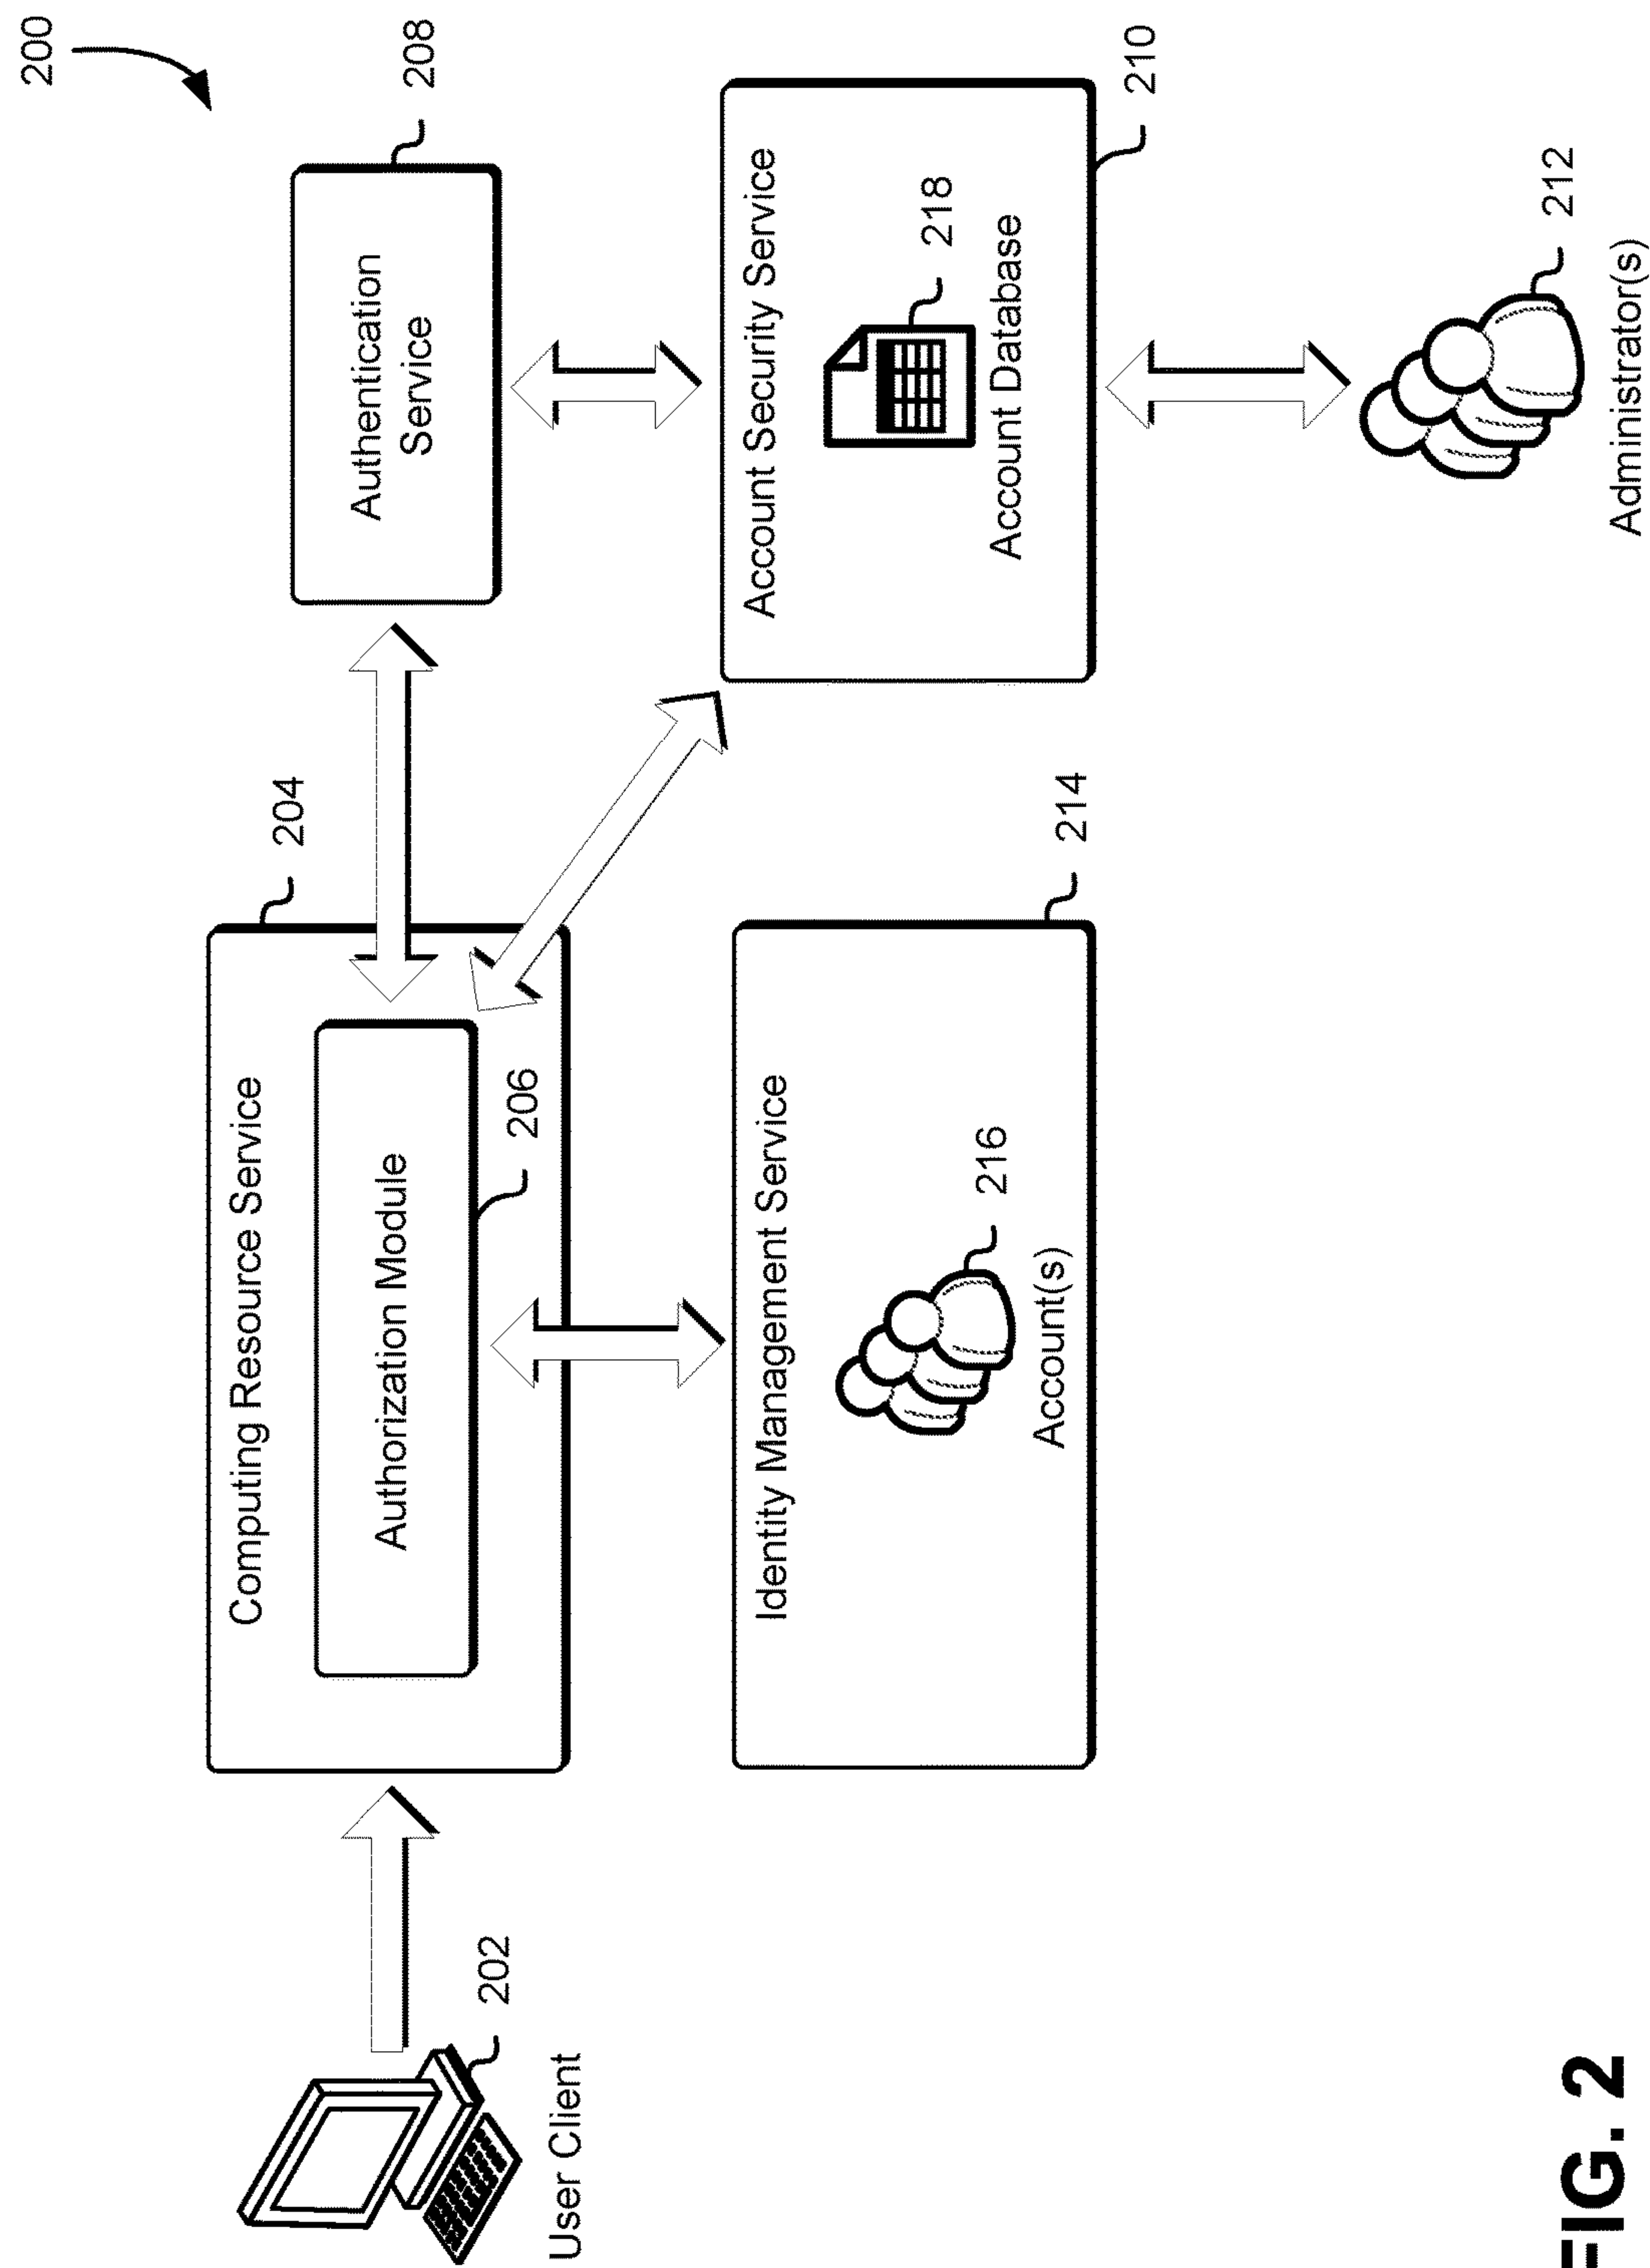 200
Computing Resource Service
204
Authorization Module
206
Authentication
Service
208
202
User Client
Identity Management Service
214
216
Account(s)
Account Security Service
218
Account Database
210
212
Administrator(s)
FIG. 2